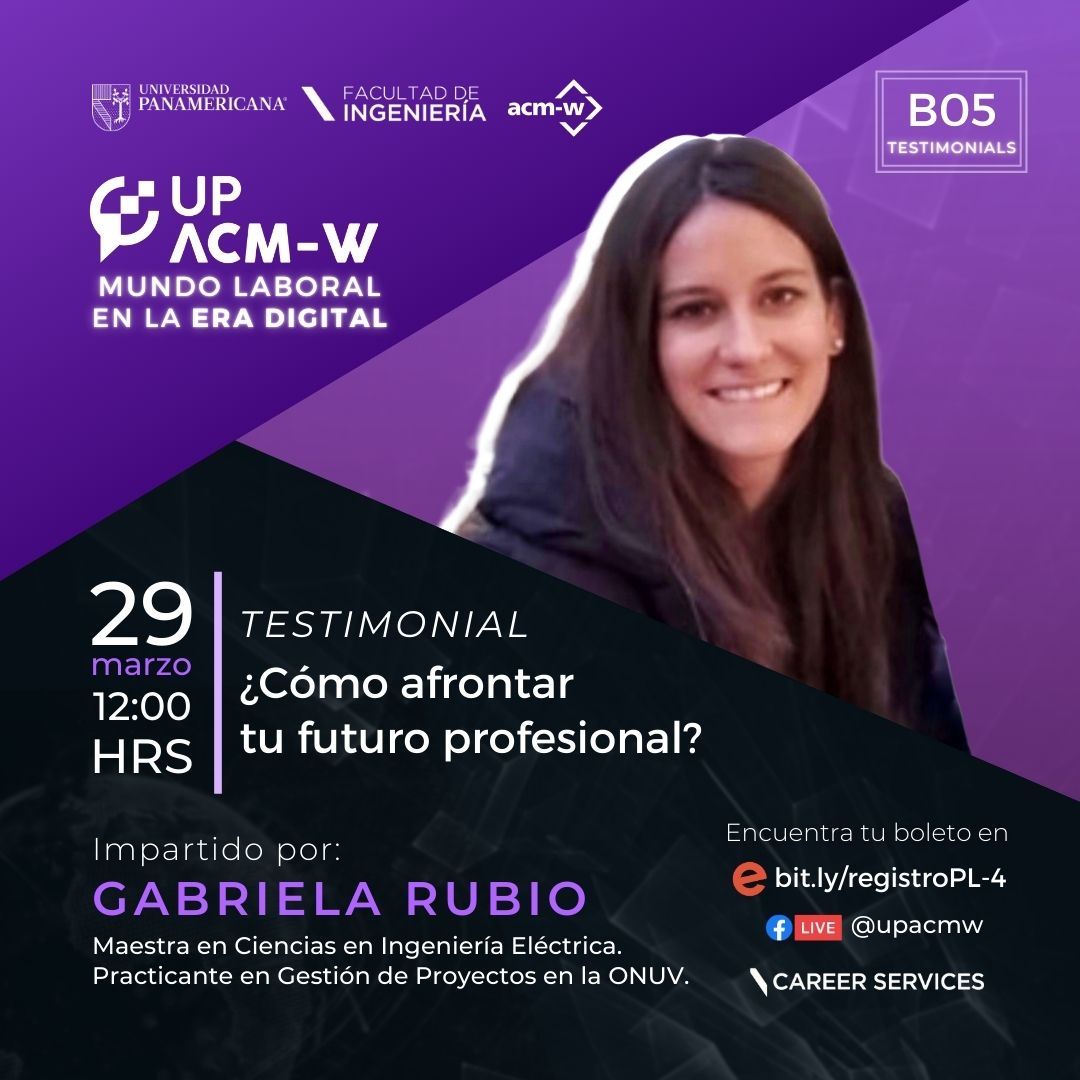 UNIVERSIDAD
PANAMERICANA®
FACULTAD DE
INGENIERÍA
acm-w
B05
TESTIMONIALS
UP
ACM-W
MUNDO LABORAL
EN LA ERA DIGITAL
29
marzo
12:00
HRS
TESTIMONIAL
¿Cómo afrontar
tu futuro profesional?
Impartido por:
GABRIELA RUBIO
Maestra en Ciencias en Ingeniería Eléctrica.
Practicante en Gestión de Proyectos en la ONUV.
Encuentra tu boleto en
e bit.ly/registroPL-4
f LIVE @upacmw
CAREER SERVICES